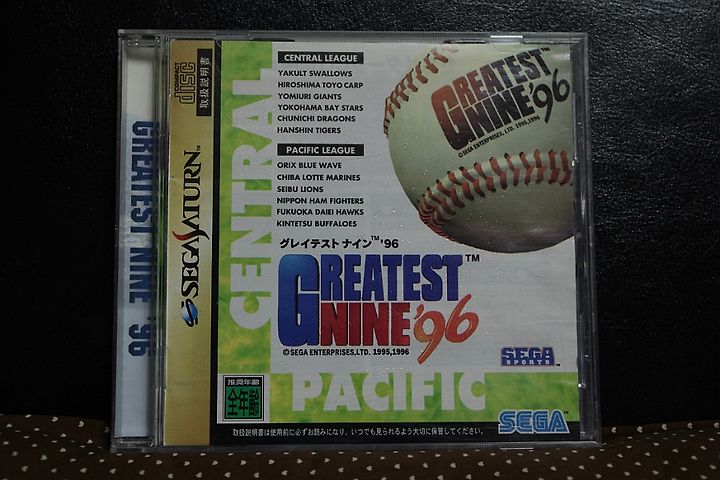 COMPACT
disc
取扱説明書
SEGA SATURN
GREATEST NINE '96
CENTRAL
CENTRAL LEAGUE
YAKULT SWALLOWS
HIROSHIMA TOYO CARP
YOMIURI GIANTS
YOKOHAMA BAY STARS
CHUNICHI DRAGONS
HANSHIN TIGERS
PACIFIC LEAGUE
ORIX BLUE WAVE
CHIBA LOTTE MARINES
SEIBU LIONS
NIPPON HAM FIGHTERS
FUKUOKA DAIEI HAWKS
KINTETSU BUFFALOES
GREATEST™
NINE'96
©SEGA ENTERPRISES, LTD. 1995,1996
グレイテスト ナイン™'96
GREATEST™
NINE'96
©SEGA ENTERPRISES,LTD. 1995,1996
SEGA
SPORTS™
PACIFIC
推奨年齢
全年齢
SEGA™
取扱説明書は使用前に必ずお読みになり、いつでも見られるよう大切に保管してください。